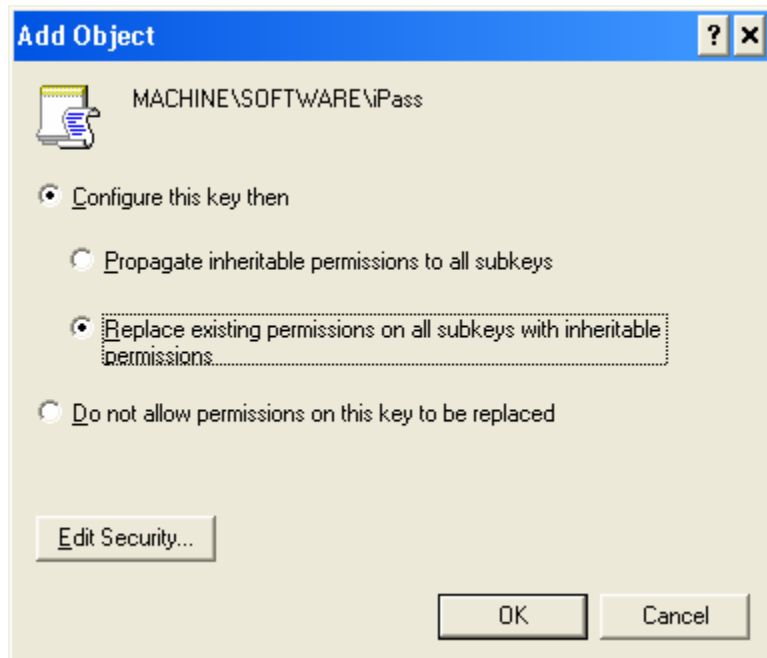 Add Object
?
MACHINE\SOFTWARE\iPass
Configure this key then
Propagate inheritable permissions to all subkeys
Replace existing permissions on all subkeys with inheritable
permissions
Do not allow permissions on this key to be replaced
Edit Security...
OK
Cancel